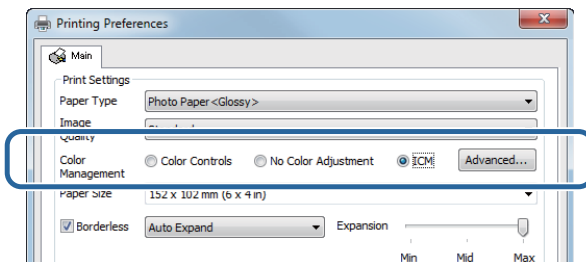 Printing Preferences
Main
Print Settings
Paper Type Photo Paper<Glossy>
Image
Quality
Color Management Color Controls No Color Adjustment ICM Advanced...
Paper Size 152 x 102 mm (6 x 4 in)
Borderless Auto Expand Expansion
Min Mid Max